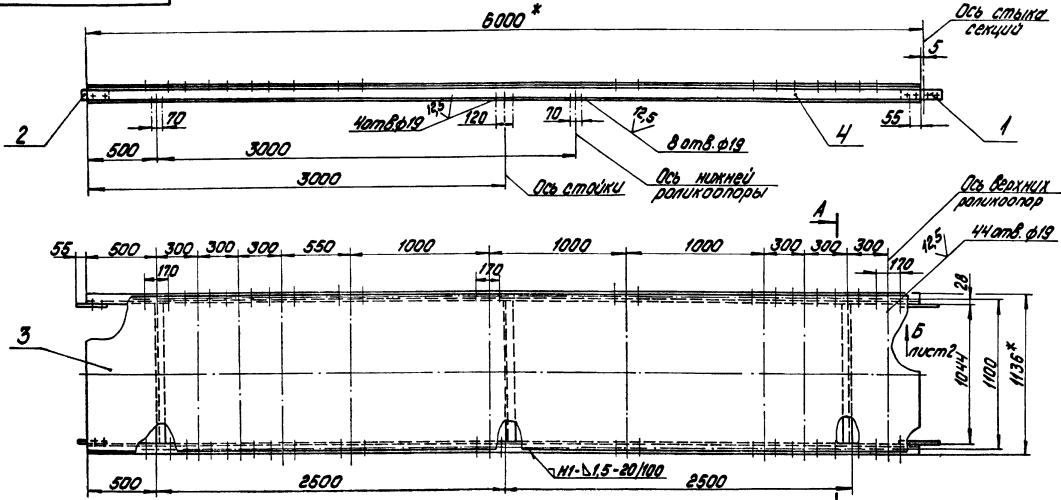 6000*
Ось стыка
секций
5
2
70
4отв.ф19
12,5
120
70
12,5
8 отв. ф19
4
55
1
500
3000
3000
Ось стойки
Ось нижней
роликоопоры
Ось верхних
роликоопор
А
55
500
300
300
300
550
1000
1000
1000
300
300
300
12,5
44 отв. ф19
170
170
170
28
3
Б
лист2
1044
1100
1136*
Н1-⊿1,5-20/100
500
2500
2500